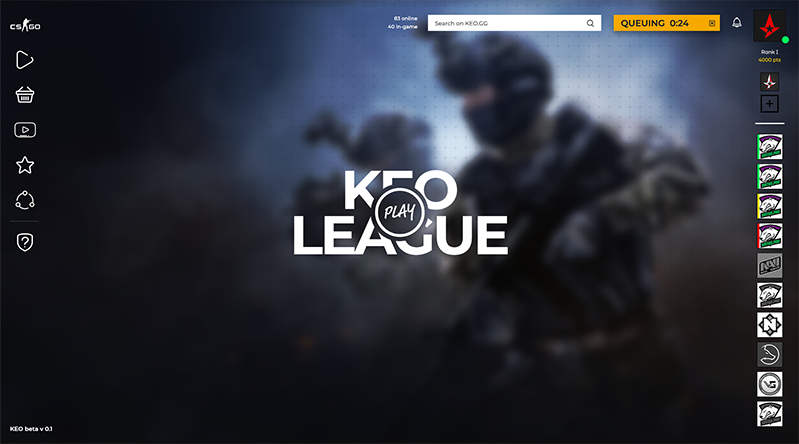 CS GO
83 online
40 in-game
Search on KEO.GG
QUEUING 0:24
Rank I
4000 pts
KEO
PLAY
LEAGUE
KEO beta v 0.1